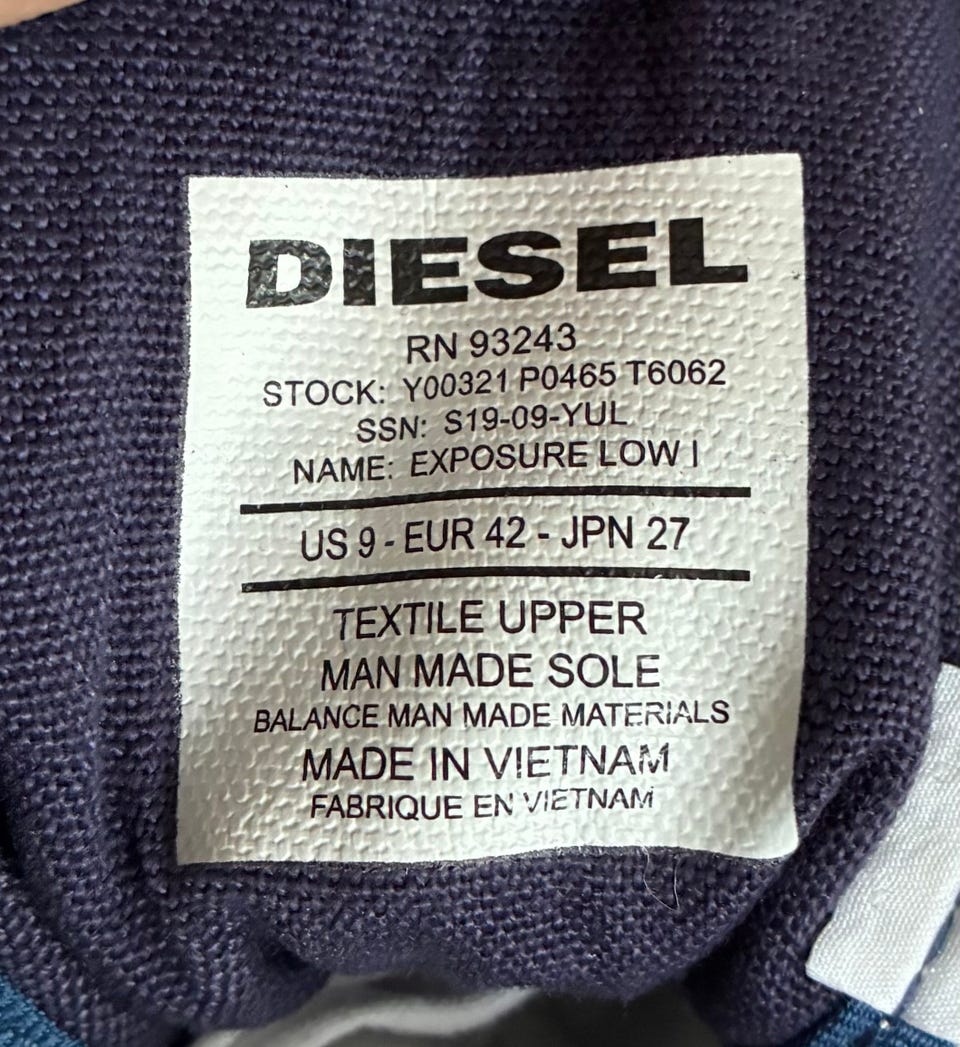 DIESEL
RN 93243
STOCK: Y00321 P0465 T6062
SSN: S19-09-YUL
NAME: EXPOSURE LOW I
US 9 - EUR 42 - JPN 27
TEXTILE UPPER
MAN MADE SOLE
BALANCE MAN MADE MATERIALS
MADE IN VIETNAM
FABRIQUE EN VIETNAM